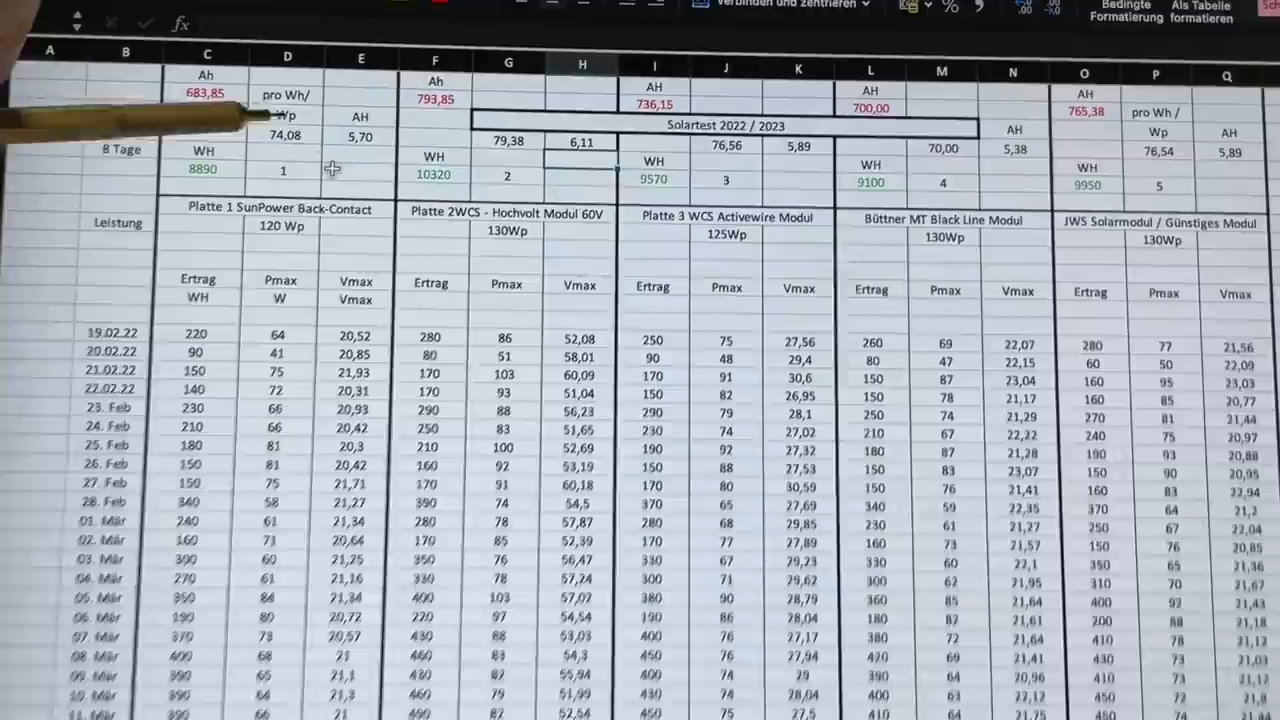 Verbinden und zentrieren
%
Bedingte Formatierung
Als Tabelle formatieren
fx
A B C D E F G H I J K L M N O P Q
Ah Ah AH AH AH
683,85 pro Wh/ 793,85 736,15 700,00 765,38 pro Wh /
Wp AH Solartest 2022 / 2023 AH Wp AH
74,08 5,70 79,38 6,11 76,56 5,89 70,00 5,38 76,54 5,89
8 Tage WH WH WH WH WH
8890 1 10320 2 9570 3 9100 4 9950 5
Platte 1 SunPower Back-Contact Platte 2WCS - Hochvolt Modul 60V Platte 3 WCS Activewire Modul Büttner MT Black Line Modul JWS Solarmodul / Günstiges Modul
Leistung 120 Wp 130Wp 125Wp 130Wp 130Wp
Ertrag Pmax Vmax Ertrag Pmax Vmax Ertrag Pmax Vmax Ertrag Pmax Vmax Ertrag Pmax Vmax
WH W Vmax
19.02.22 220 64 20,52 280 86 52,08 250 75 27,56 260 69 22,07 280 77 21,56
20.02.22 90 41 20,85 80 51 58,01 90 48 29,4 80 47 22,15 60 50 22,09
21.02.22 150 75 21,93 170 103 60,09 170 91 30,6 150 87 23,04 160 95 23,03
22.02.22 140 72 20,31 170 93 51,04 150 82 26,95 150 78 21,17 160 85 20,77
23. Feb 230 66 20,93 290 88 56,23 290 79 28,1 250 74 21,29 270 81 21,44
24. Feb 210 66 20,42 250 83 51,65 230 74 27,02 210 67 22,22 240 75 20,97
25. Feb 180 81 20,3 210 100 52,69 190 92 27,32 180 87 21,28 190 93 20,88
26. Feb 150 81 20,42 160 92 53,19 150 88 27,53 150 83 23,07 150 90 20,95
27. Feb 150 75 21,71 170 91 60,18 170 80 30,59 150 76 21,41 160 83 22,94
28. Feb 340 58 21,27 390 74 54,5 370 65 27,69 340 59 22,35 370 64 21,2
01. Mär 240 61 21,34 280 78 57,87 280 68 29,85 230 61 21,27 250 67 22,04
02. Mär 160 71 20,64 170 85 52,39 170 77 27,89 160 73 21,57 150 76 20,85
03. Mär 300 60 21,25 350 76 56,47 330 67 29,23 330 60 22,1 350 65 21,36
04. Mär 270 61 21,16 330 78 57,24 300 71 29,62 300 62 21,95 310 70 21,67
05. Mär 350 84 21,34 400 103 57,02 380 90 28,79 360 85 21,64 400 92 21,43
06. Mär 190 80 20,72 220 97 54,54 190 86 28,04 180 82 21,61 200 88 21,18
07. Mär 370 73 20,57 430 88 53,03 400 76 27,17 380 72 21,64 410 78 21,12
08. Mär 400 68 21 460 83 54,3 450 76 27,94 420 69 21,41 430 73 21,03
09. Mär 390 65 21,1 430 82 55,94 400 74 29 390 64 20,96 410 73 21,12
10. Mär 390 64 21,3 460 79 51,99 430 74 28,04 400 63 22,12 450 72 21,8
11. Mär 390 66 21 490 82 52,54 450 75 27,5 410 64 21,75 450 74